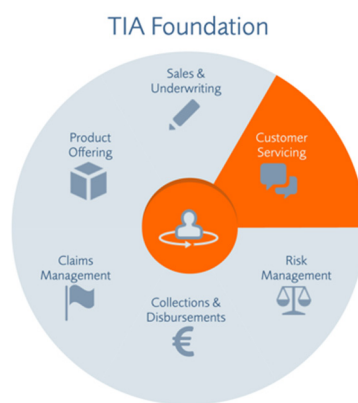 TIA Foundation
Sales &
Underwriting
Customer
Servicing
Product
Offering
Claims
Management
Risk
Management
Collections &
Disbursements
€